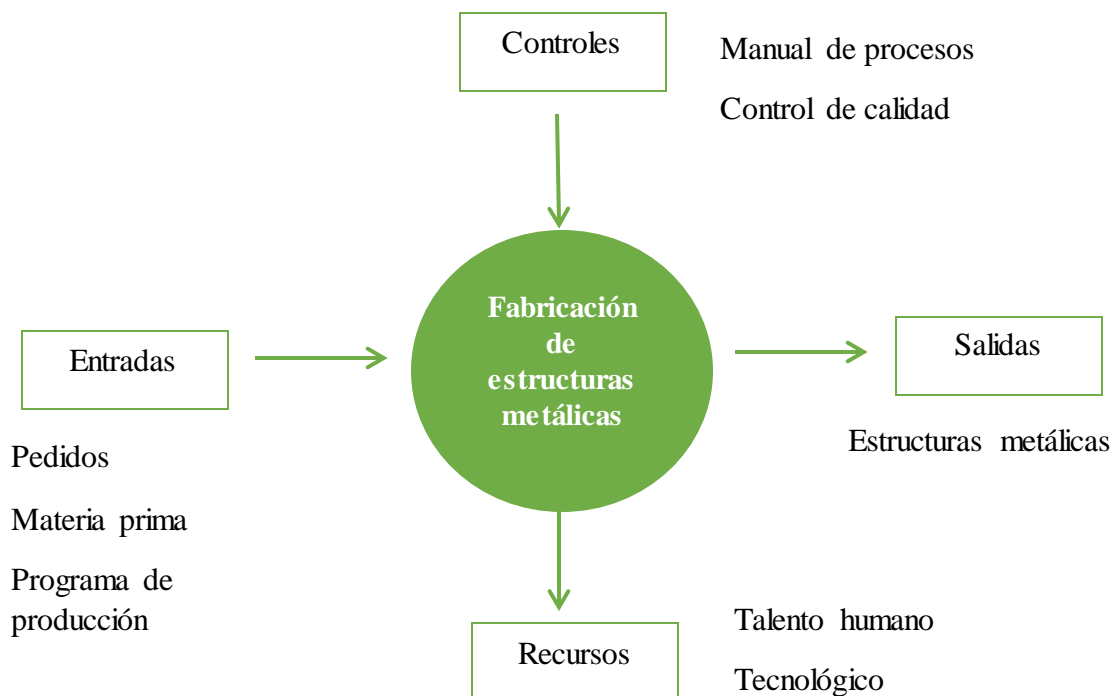 Controles
Manual de procesos
Control de calidad
Fabricación
de
estructuras
metálicas
Entradas
Pedidos
Materia prima
Programa de
producción
Salidas
Estructuras metálicas
Recursos
Talento humano
Tecnológico